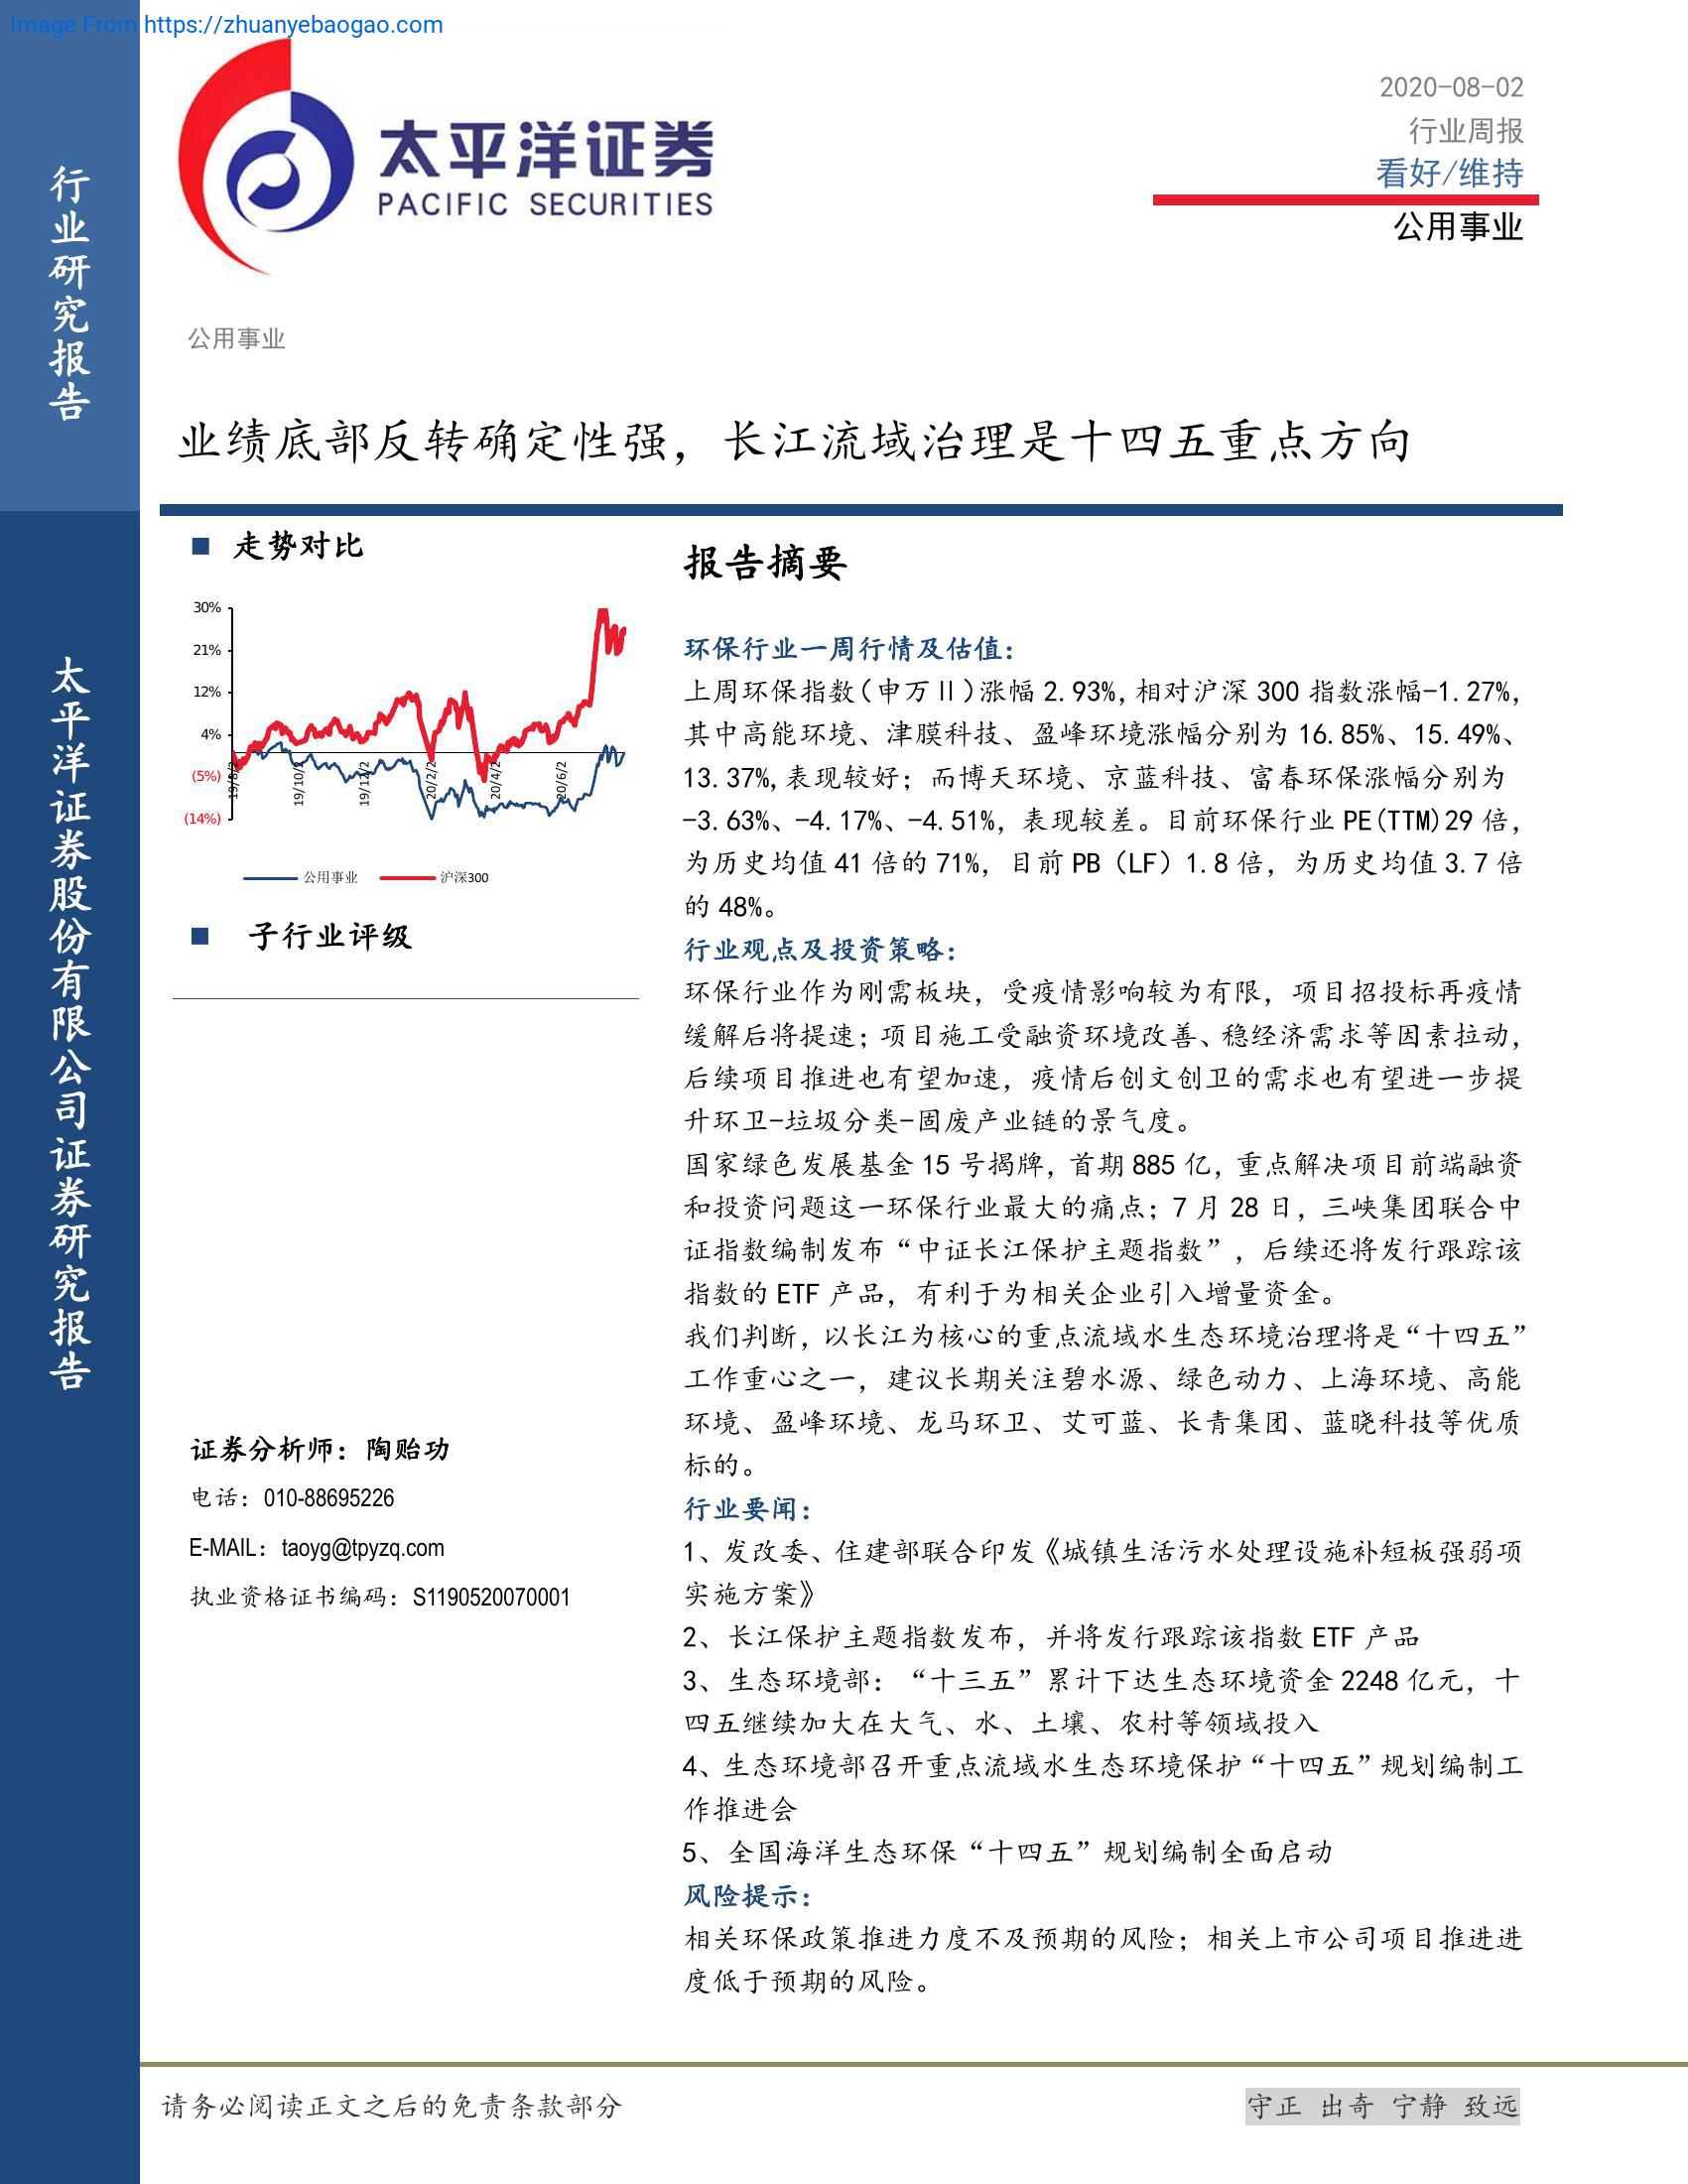 Image From https://zhuanyebaogao.com
行业研究报告
太平洋证券股份有限公司证券研究报告
太平洋证券
PACIFIC SECURITIES
2020-08-02
行业周报
看好/维持
公用事业
公用事业
业绩底部反转确定性强，长江流域治理是十四五重点方向
■ 走势对比
30%
21%
12%
4%
(5%)
(14%)
19/8/2
19/10/2
19/12/2
20/2/2
20/4/2
20/6/2
公用事业 沪深300
■ 子行业评级
证券分析师：陶贻功
电话：010-88695226
E-MAIL：taoyg@tpyzq.com
执业资格证书编码：S1190520070001
报告摘要
环保行业一周行情及估值：
上周环保指数（申万Ⅱ）涨幅 2.93%，相对沪深 300 指数涨幅-1.27%，
其中高能环境、津膜科技、盈峰环境涨幅分别为 16.85%、15.49%、
13.37%，表现较好；而博天环境、京蓝科技、富春环保涨幅分别为
-3.63%、-4.17%、-4.51%，表现较差。目前环保行业 PE(TTM)29 倍，
为历史均值 41 倍的 71%，目前 PB（LF）1.8 倍，为历史均值 3.7 倍
的 48%。
行业观点及投资策略：
环保行业作为刚需板块，受疫情影响较为有限，项目招投标再疫情
缓解后将提速；项目施工受融资环境改善、稳经济需求等因素拉动，
后续项目推进也有望加速，疫情后创文创卫的需求也有望进一步提
升环卫-垃圾分类-固废产业链的景气度。
国家绿色发展基金 15 号揭牌，首期 885 亿，重点解决项目前端融资
和投资问题这一环保行业最大的痛点；7 月 28 日，三峡集团联合中
证指数编制发布“中证长江保护主题指数”，后续还将发行跟踪该
指数的 ETF 产品，有利于为相关企业引入增量资金。
我们判断，以长江为核心的重点流域水生态环境治理将是“十四五”
工作重心之一，建议长期关注碧水源、绿色动力、上海环境、高能
环境、盈峰环境、龙马环卫、艾可蓝、长青集团、蓝晓科技等优质
标的。
行业要闻：
1、发改委、住建部联合印发《城镇生活污水处理设施补短板强弱项
实施方案》
2、长江保护主题指数发布，并将发行跟踪该指数 ETF 产品
3、生态环境部：“十三五”累计下达生态环境资金 2248 亿元，十
四五继续加大在大气、水、土壤、农村等领域投入
4、生态环境部召开重点流域水生态环境保护“十四五”规划编制工
作推进会
5、全国海洋生态环保“十四五”规划编制全面启动
风险提示：
相关环保政策推进力度不及预期的风险；相关上市公司项目推进进
度低于预期的风险。
请务必阅读正文之后的免责条款部分
守正 出奇 宁静 致远